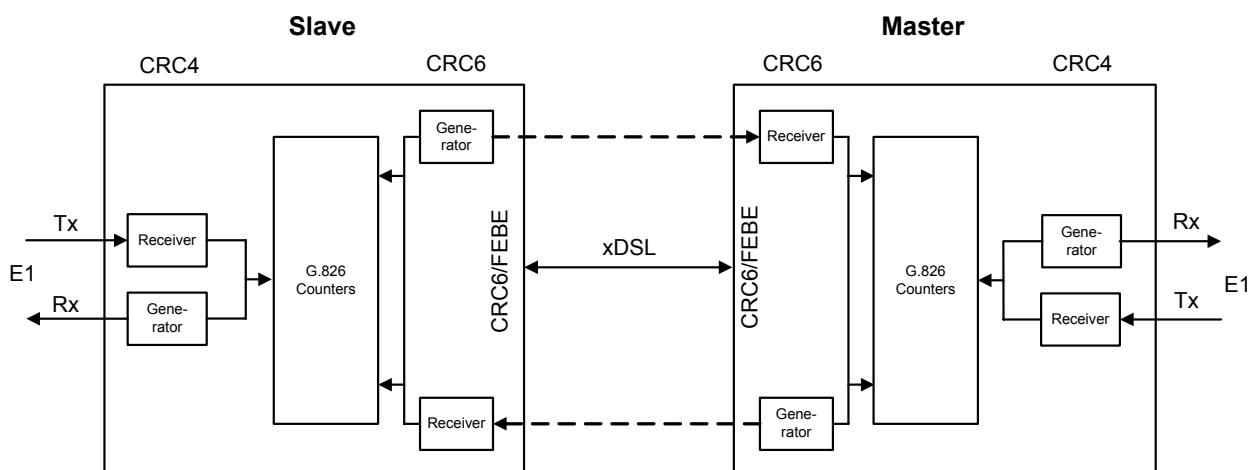 Slave
Master
CRC4
CRC6
CRC6
CRC4
Gene-
rator
Receiver
Tx
Receiver
E1
Rx
Gene-
rator
G.826
Counters
CRC6/FEBE
xDSL
CRC6/FEBE
G.826
Counters
Gene-
rator
Rx
E1
Receiver
Tx
Receiver
Gene-
rator